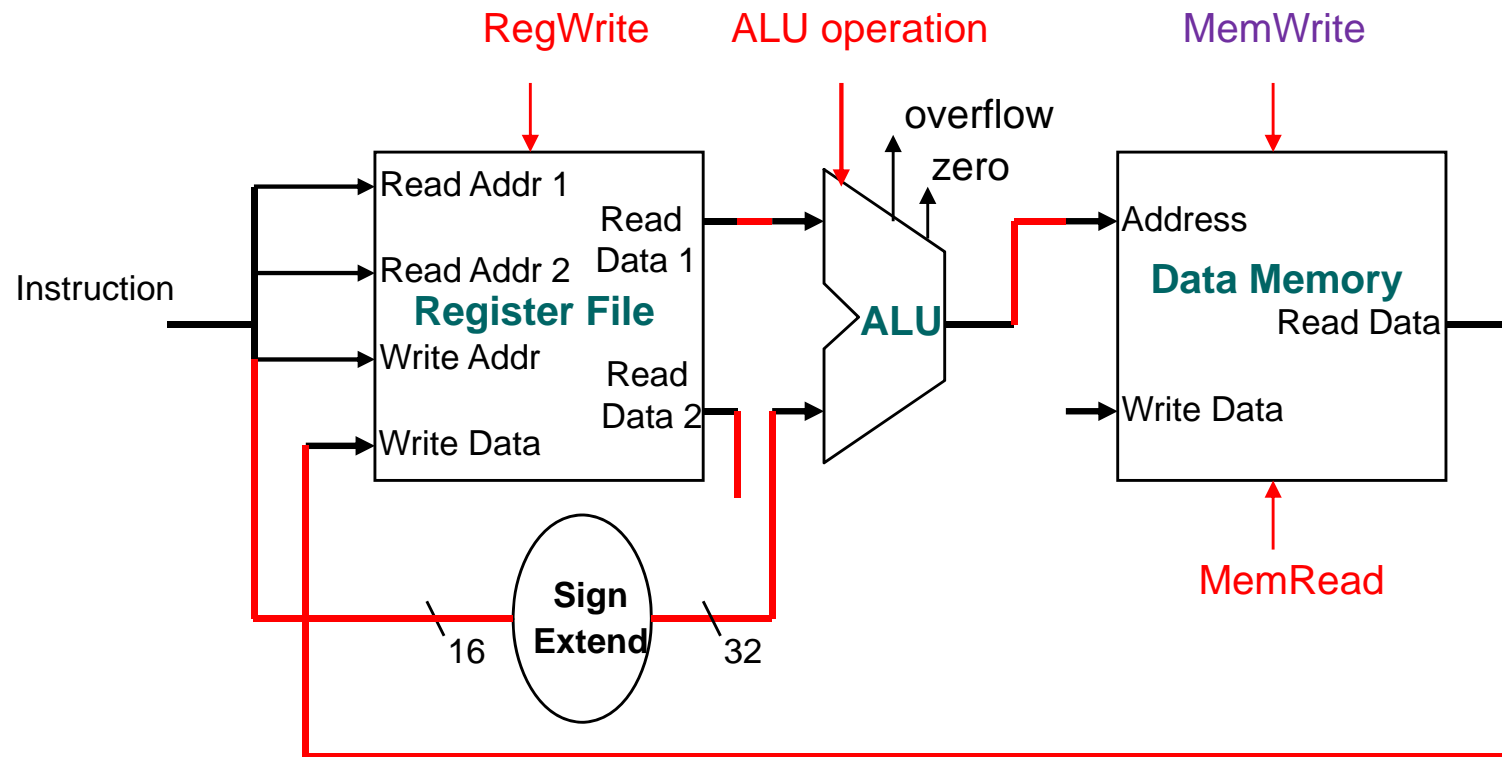 RegWrite
ALU operation
MemWrite
overflow
zero
Instruction
Read Addr 1
Read Addr 2
Register File
Write Addr
Write Data
Read
Data 1
Read
Data 2
ALU
Address
Data Memory
Read Data
Write Data
MemRead
Sign
Extend
16
32